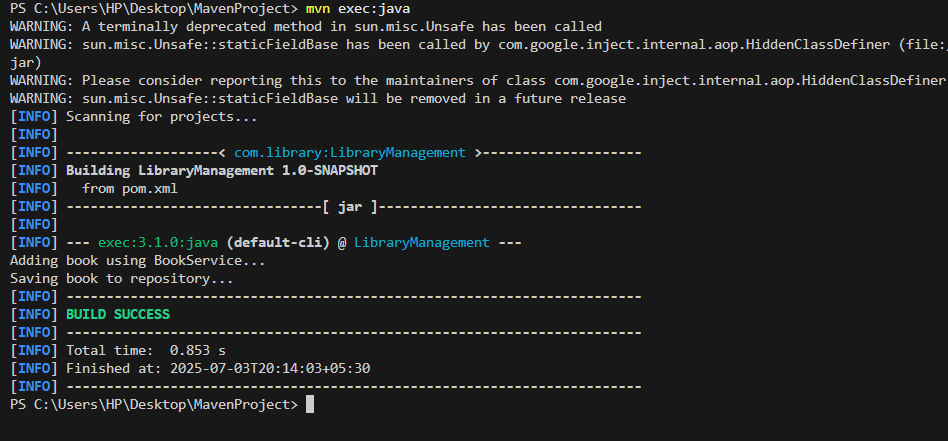 PS C:\Users\HP\Desktop\MavenProject> mvn exec:java
WARNING: A terminally deprecated method in sun.misc.Unsafe has been called
WARNING: sun.misc.Unsafe::staticFieldBase has been called by com.google.inject.internal.aop.HiddenClassDefiner (file:/
jar)
WARNING: Please consider reporting this to the maintainers of class com.google.inject.internal.aop.HiddenClassDefiner
WARNING: sun.misc.Unsafe::staticFieldBase will be removed in a future release
[INFO] Scanning for projects...
[INFO]
[INFO] -------------------< com.library:LibraryManagement >--------------------
[INFO] Building LibraryManagement 1.0-SNAPSHOT
[INFO]   from pom.xml
[INFO] --------------------------------[ jar ]---------------------------------
[INFO]
[INFO] --- exec:3.1.0:java (default-cli) @ LibraryManagement ---
Adding book using BookService...
Saving book to repository...
[INFO] ------------------------------------------------------------------------
[INFO] BUILD SUCCESS
[INFO] ------------------------------------------------------------------------
[INFO] Total time:  0.853 s
[INFO] Finished at: 2025-07-03T20:14:03+05:30
[INFO] ------------------------------------------------------------------------
PS C:\Users\HP\Desktop\MavenProject>